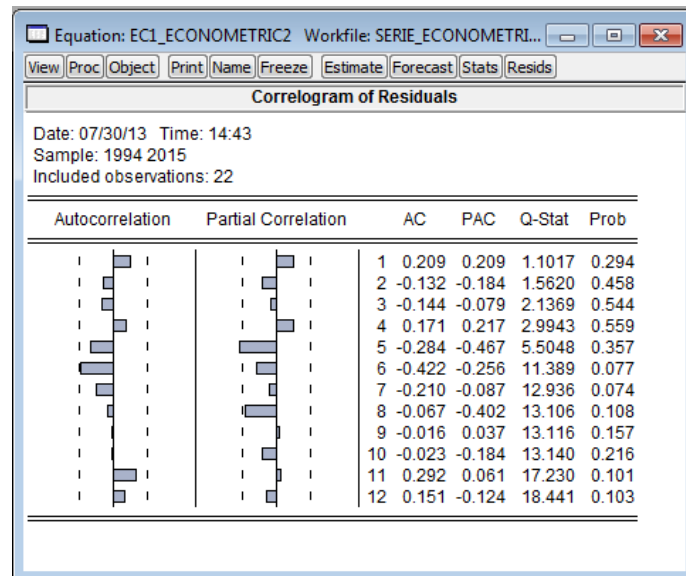 Equation: EC1_ECONOMETRIC2 Workfile: SERIE_ECONOMETRI...
View Proc Object Print Name Freeze Estimate Forecast Stats Resids
Correlogram of Residuals
Date: 07/30/13 Time: 14:43
Sample: 1994 2015
Included observations: 22
Autocorrelation Partial Correlation AC PAC Q-Stat Prob
1 0.209 0.209 1.1017 0.294
2 -0.132 -0.184 1.5620 0.458
3 -0.144 -0.079 2.1369 0.544
4 0.171 0.217 2.9943 0.559
5 -0.284 -0.467 5.5048 0.357
6 -0.422 -0.256 11.389 0.077
7 -0.210 -0.087 12.936 0.074
8 -0.067 -0.402 13.106 0.108
9 -0.016 0.037 13.116 0.157
10 -0.023 -0.184 13.140 0.216
11 0.292 0.061 17.230 0.101
12 0.151 -0.124 18.441 0.103